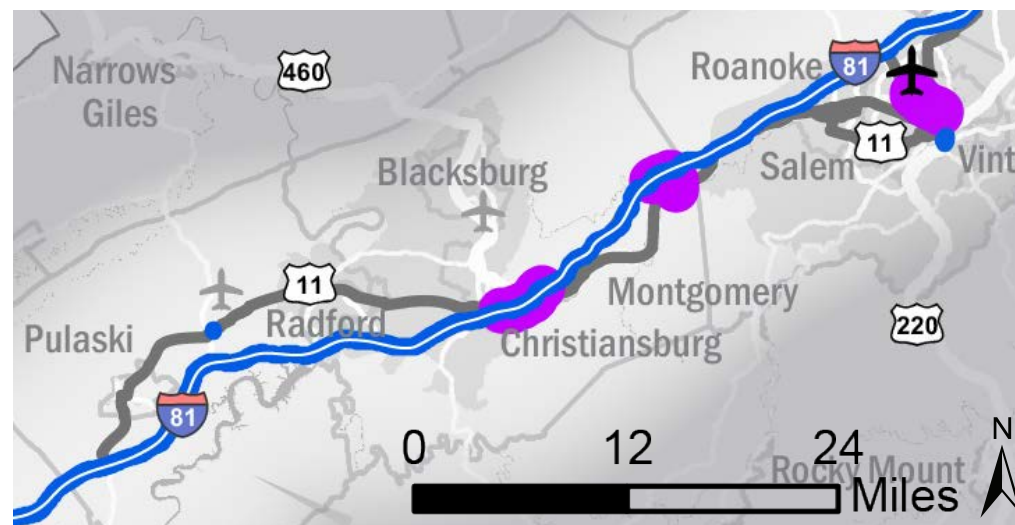 Narrows
Giles
460
Roanoke
81
11
Salem
Vint
Blacksburg
11
Pulaski
Radford
Montgomery
Christiansburg
220
81
0 12 24
Miles
Rocky Mount
N